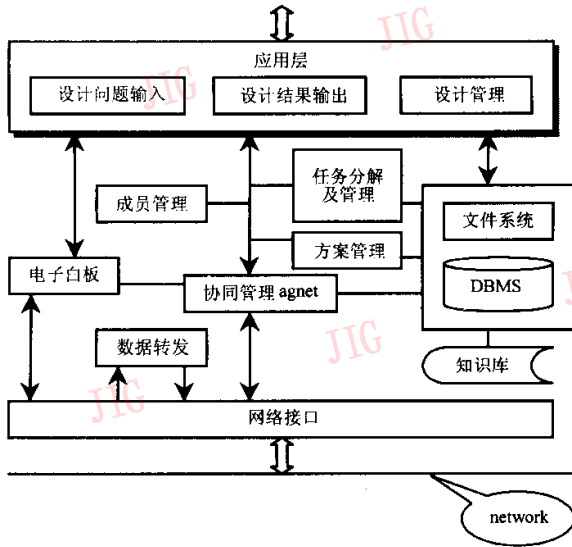 JIG
应用层
JIG
设计问题输入
设计结果输出
设计管理
任务分解
及管理
成员管理
文件系统
方案管理
电子白板
协同管理 agnet
DBMS
J
数据转发
JIG
知识库
JIG
网络接口
network